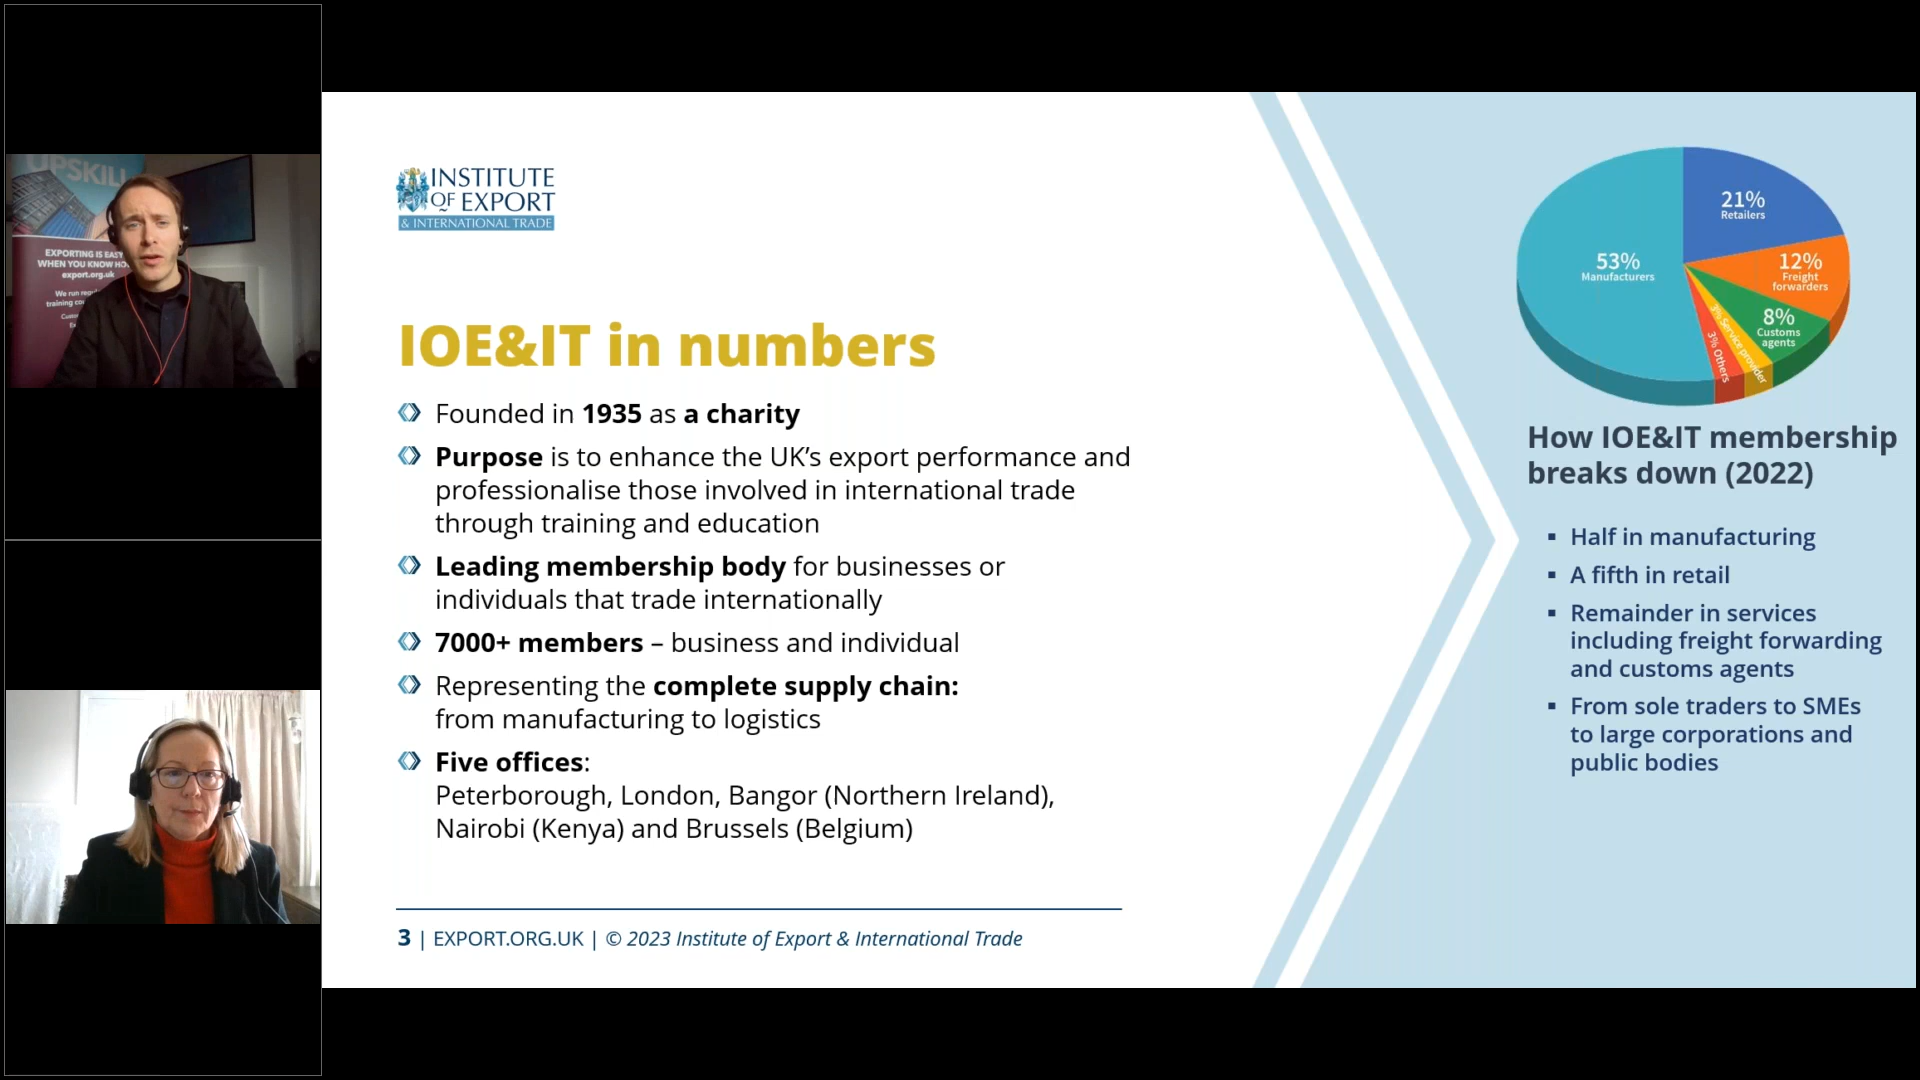 UPSKILL
EXPORTING IS EASY
WHEN YOU KNOW HO
export.org.uk
We run regu
training co
INSTITUTE
OF EXPORT
& INTERNATIONAL TRADE
IOE&IT in numbers
Founded in 1935 as a charity
Purpose is to enhance the UK’s export performance and
professionalise those involved in international trade
through training and education
Leading membership body for businesses or
individuals that trade internationally
7000+ members – business and individual
Representing the complete supply chain:
from manufacturing to logistics
Five offices:
Peterborough, London, Bangor (Northern Ireland),
Nairobi (Kenya) and Brussels (Belgium)
3 | EXPORT.ORG.UK | © 2023 Institute of Export & International Trade
21%
Retailers
53%
Manufacturers
12%
Freight
forwarders
8%
Customs
agents
3% Service provider
3% Others
How IOE&IT membership
breaks down (2022)
Half in manufacturing
A fifth in retail
Remainder in services
including freight forwarding
and customs agents
From sole traders to SMEs
to large corporations and
public bodies